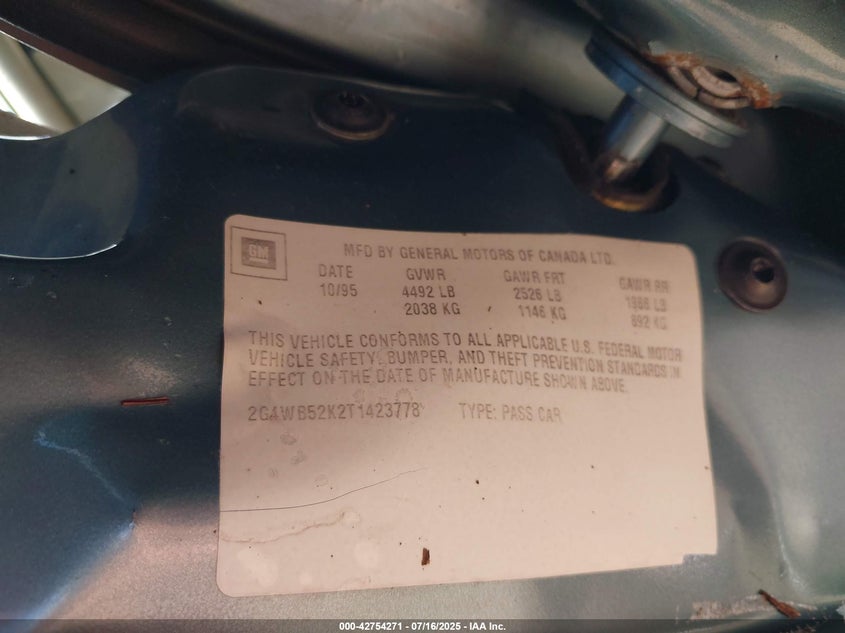 GM
MFD BY GENERAL MOTORS OF CANADA LTD.
DATE GVWR GAWR FRT GAWR RR
10/95 4492 LB 2526 LB 1966 LB
2038 KG 1146 KG 892 KG
THIS VEHICLE CONFORMS TO ALL APPLICABLE U.S. FEDERAL MOTOR
VEHICLE SAFETY, BUMPER, AND THEFT PREVENTION STANDARDS IN
EFFECT ON THE DATE OF MANUFACTURE SHOWN ABOVE.
2G4WB52K2T1423778 TYPE: PASS CAR
000-42754271 - 07/16/2025 - IAA Inc.